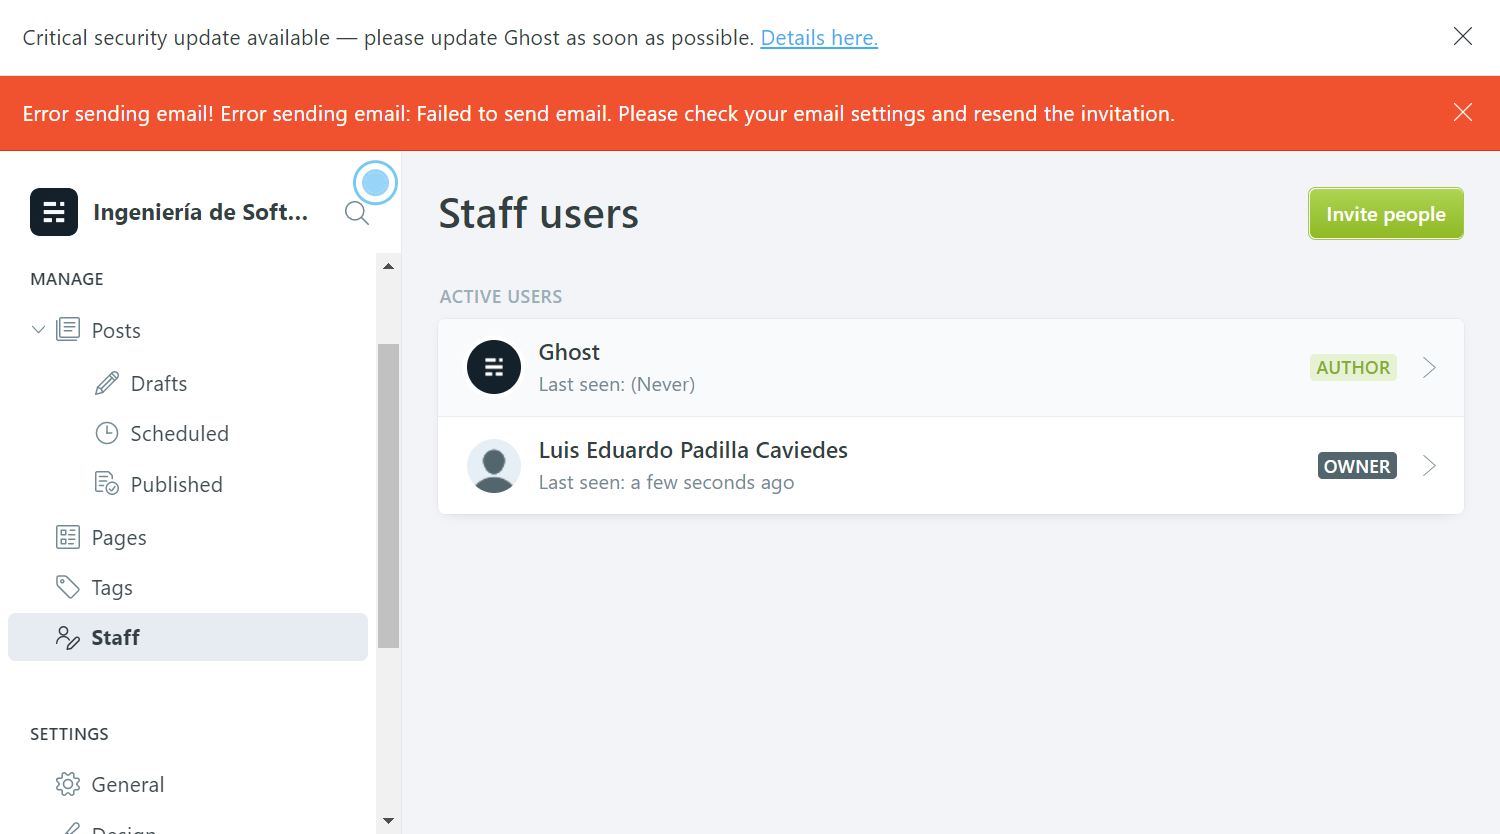 Critical security update available — please update Ghost as soon as possible. Details here.
Error sending email! Error sending email: Failed to send email. Please check your email settings and resend the invitation.
Ingeniería de Soft...
MANAGE
Posts
Drafts
Scheduled
Published
Pages
Tags
Staff
SETTINGS
General
Design
Staff users
Invite people
ACTIVE USERS
Ghost
Last seen: (Never)
AUTHOR
Luis Eduardo Padilla Caviedes
Last seen: a few seconds ago
OWNER